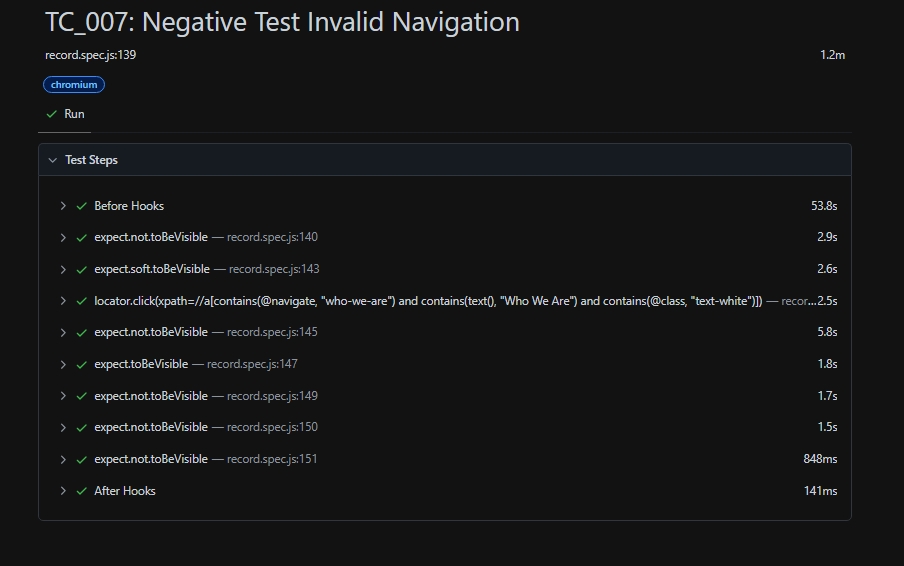 TC_007: Negative Test Invalid Navigation
record.spec.js:139 1.2m
chromium
Run
Test Steps
Before Hooks 53.8s
expect.not.toBeVisible — record.spec.js:140 2.9s
expect.soft.toBeVisible — record.spec.js:143 2.6s
locator.click(xpath=//a[contains(@navigate, "who-we-are") and contains(text(), "Who We Are") and contains(@class, "text-white")]) — recor... 2.5s
expect.not.toBeVisible — record.spec.js:145 5.8s
expect.toBeVisible — record.spec.js:147 1.8s
expect.not.toBeVisible — record.spec.js:149 1.7s
expect.not.toBeVisible — record.spec.js:150 1.5s
expect.not.toBeVisible — record.spec.js:151 848ms
After Hooks 141ms